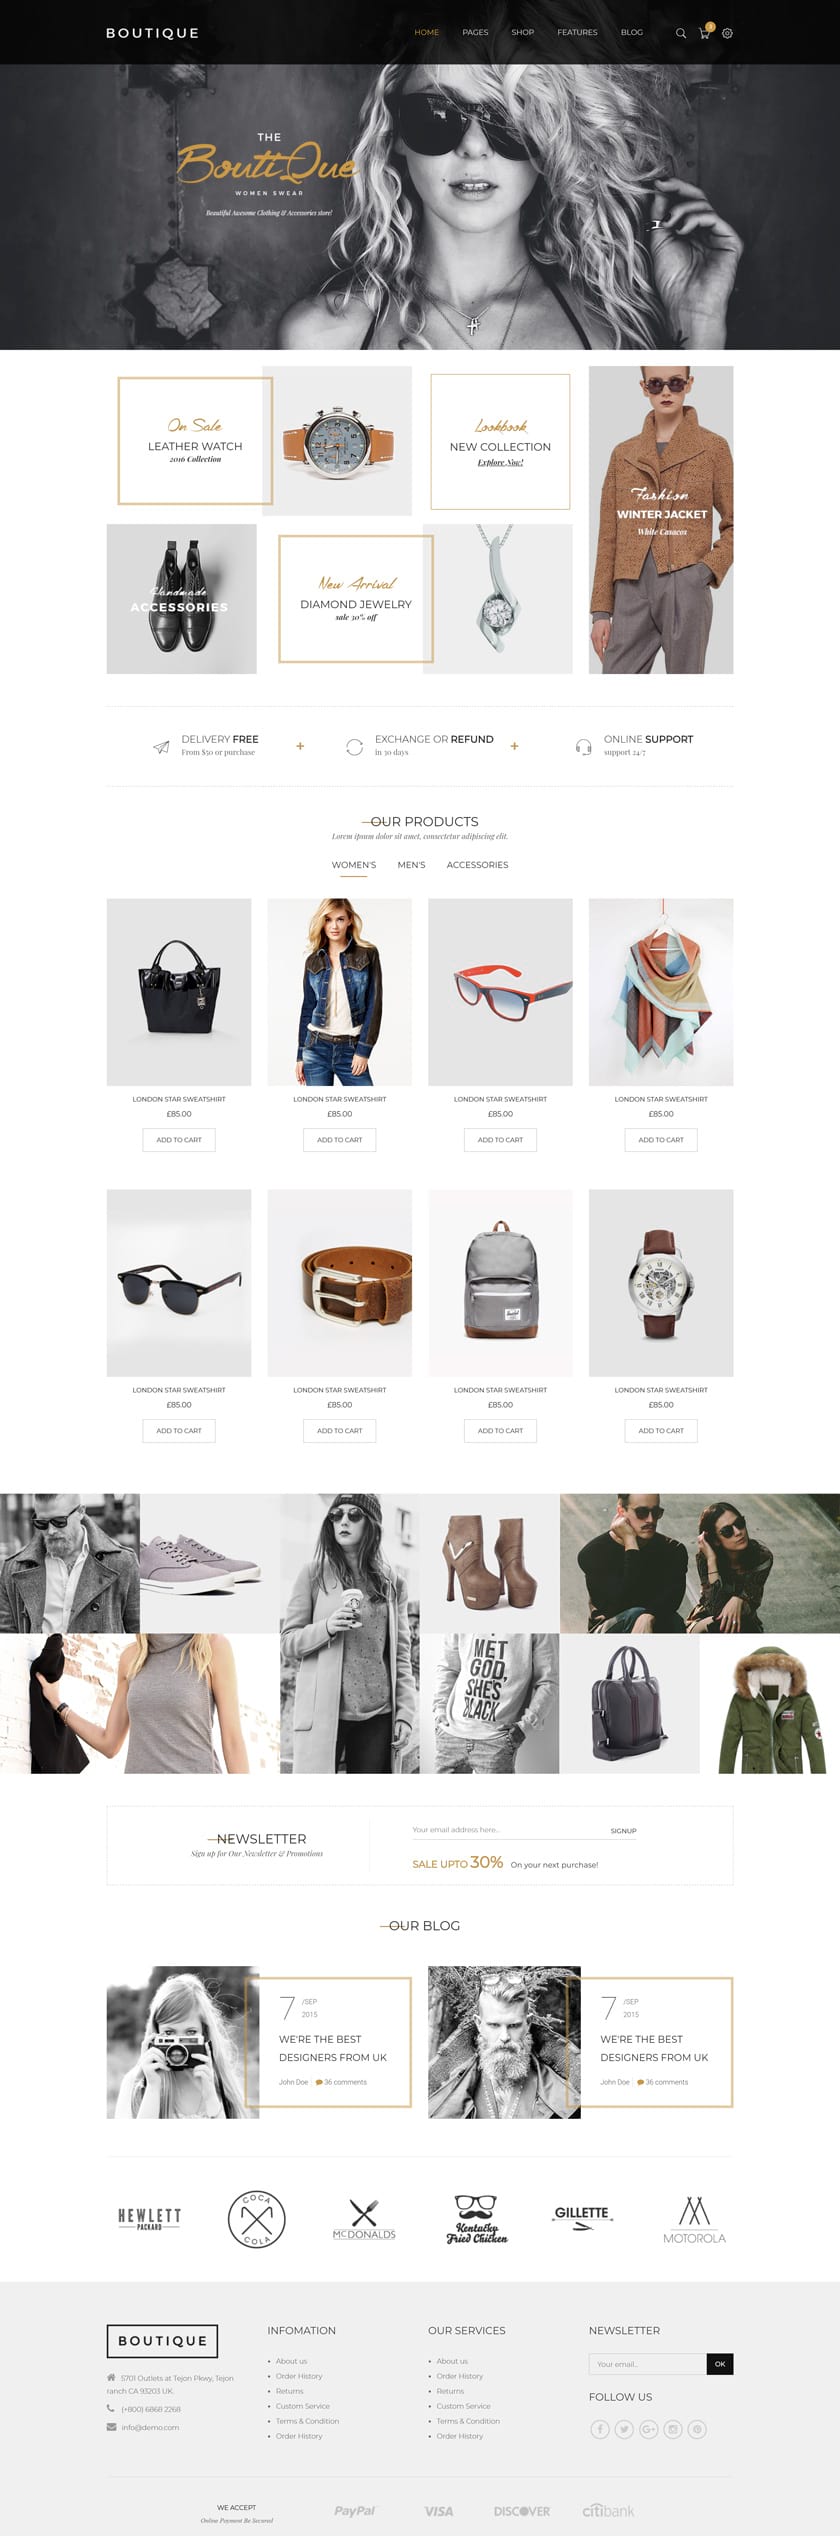 BOUTIQUE
HOME PAGES SHOP FEATURES BLOG
3
THE
BoutiQue
WOMEN SWEAR
Beautiful Awesome Clothing & Accessories store!
On Sale
LEATHER WATCH
2016 Collection
Lookbook
NEW COLLECTION
Explore Now!
Fashion
WINTER JACKET
White Casacos
Handmade
ACCESSORIES
New Arrival
DIAMOND JEWELRY
sale 30% off
DELIVERY FREE
From $50 or purchase
EXCHANGE OR REFUND
in 30 days
ONLINE SUPPORT
support 24/7
OUR PRODUCTS
Lorem ipsum dolor sit amet, consectetur adipiscing elit.
WOMEN'S MEN'S ACCESSORIES
LONDON STAR SWEATSHIRT
£85.00
ADD TO CART
LONDON STAR SWEATSHIRT
£85.00
ADD TO CART
LONDON STAR SWEATSHIRT
£85.00
ADD TO CART
LONDON STAR SWEATSHIRT
£85.00
ADD TO CART
Herschel
LONDON STAR SWEATSHIRT
£85.00
ADD TO CART
LONDON STAR SWEATSHIRT
£85.00
ADD TO CART
LONDON STAR SWEATSHIRT
£85.00
ADD TO CART
LONDON STAR SWEATSHIRT
£85.00
ADD TO CART
MET
GOD,
SHE'S
BLACK
NEWSLETTER
Sign up for Our Newsletter & Promotions
Your email address here...
SIGNUP
SALE UPTO 30% On your next purchase!
OUR BLOG
7 /SEP
2015
WE'RE THE BEST
DESIGNERS FROM UK
John Doe 36 comments
7 /SEP
2015
WE'RE THE BEST
DESIGNERS FROM UK
John Doe 36 comments
HEWLETT
PACKARD
COCA
COLA
MCDONALDS
Kentucky
Fried Chicken
GILLETTE
MOTOROLA
BOUTIQUE
5701 Outlets at Tejon Pkwy, Tejon
ranch CA 93203 UK.
(+800) 6868 2268
info@demo.com
INFOMATION
About us
Order History
Returns
Custom Service
Terms & Condition
Order History
OUR SERVICES
About us
Order History
Returns
Custom Service
Terms & Condition
Order History
NEWSLETTER
Your email...
OK
FOLLOW US
WE ACCEPT
Online Payment Be Secured
PayPal
VISA
DISCOVER
citibank